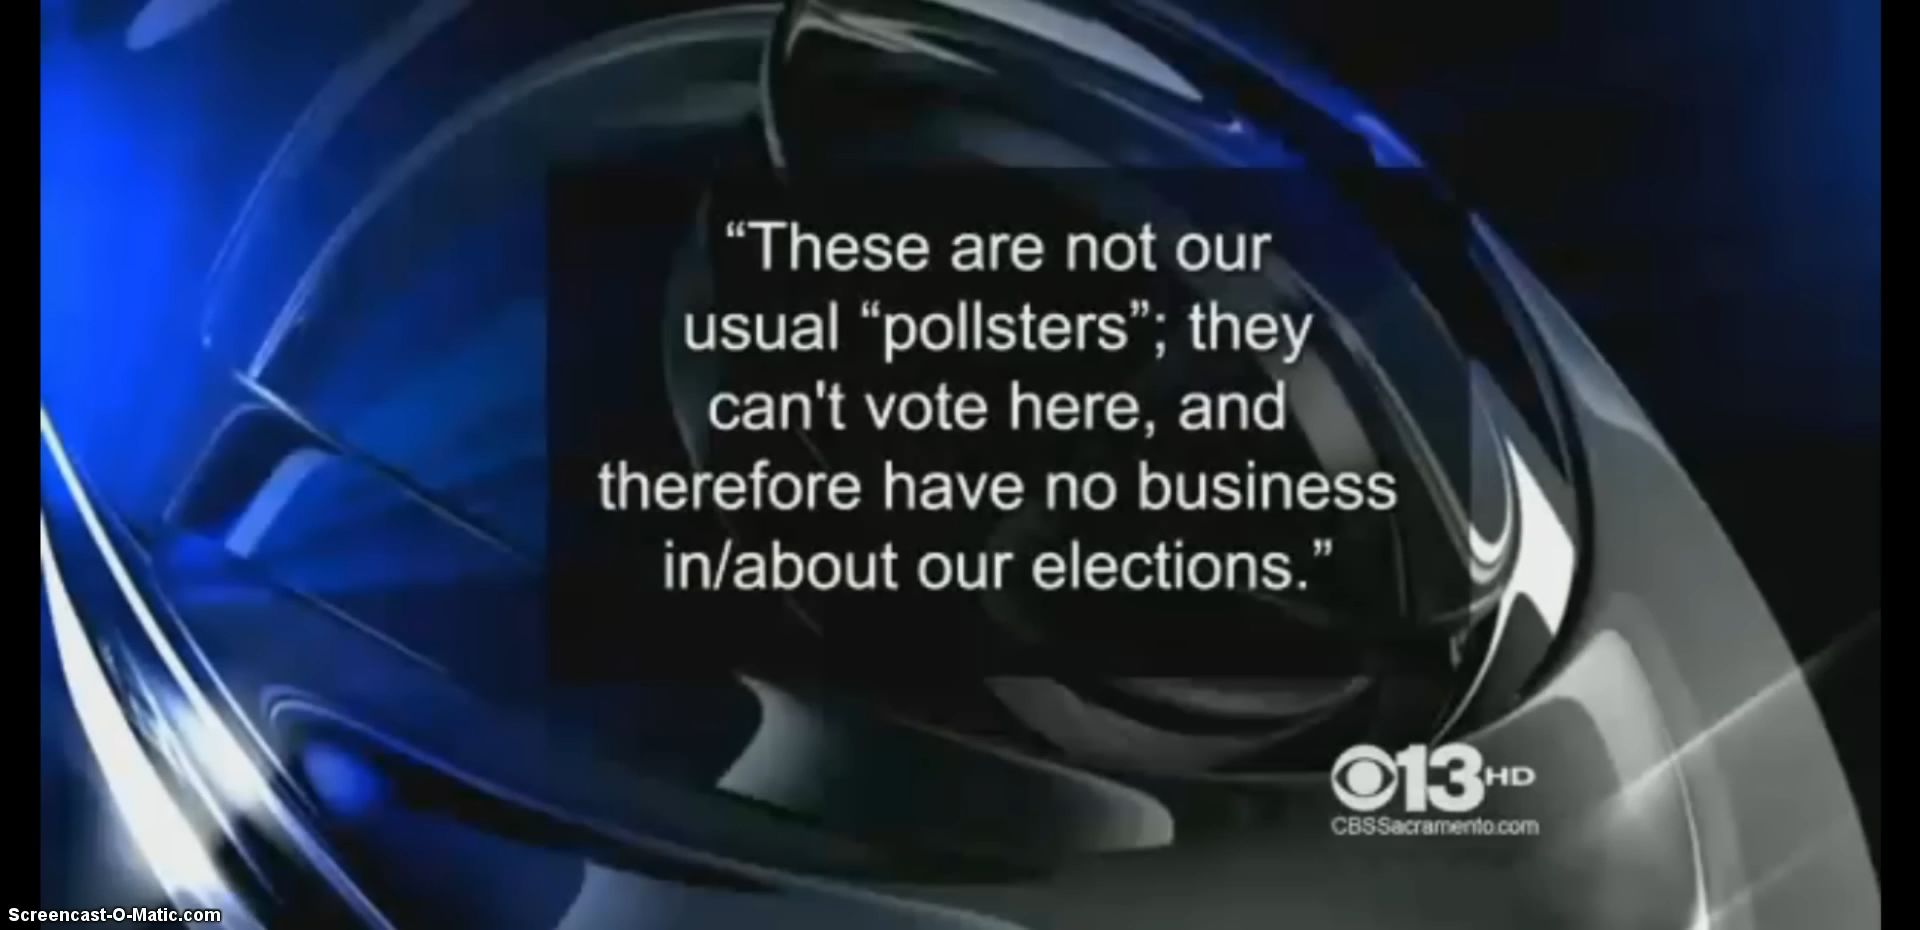 “These are not our
usual “pollsters”; they
can't vote here, and
therefore have no business
in/about our elections.”
13 HD
CBSSacramento.com
Screencast-O-Matic.com